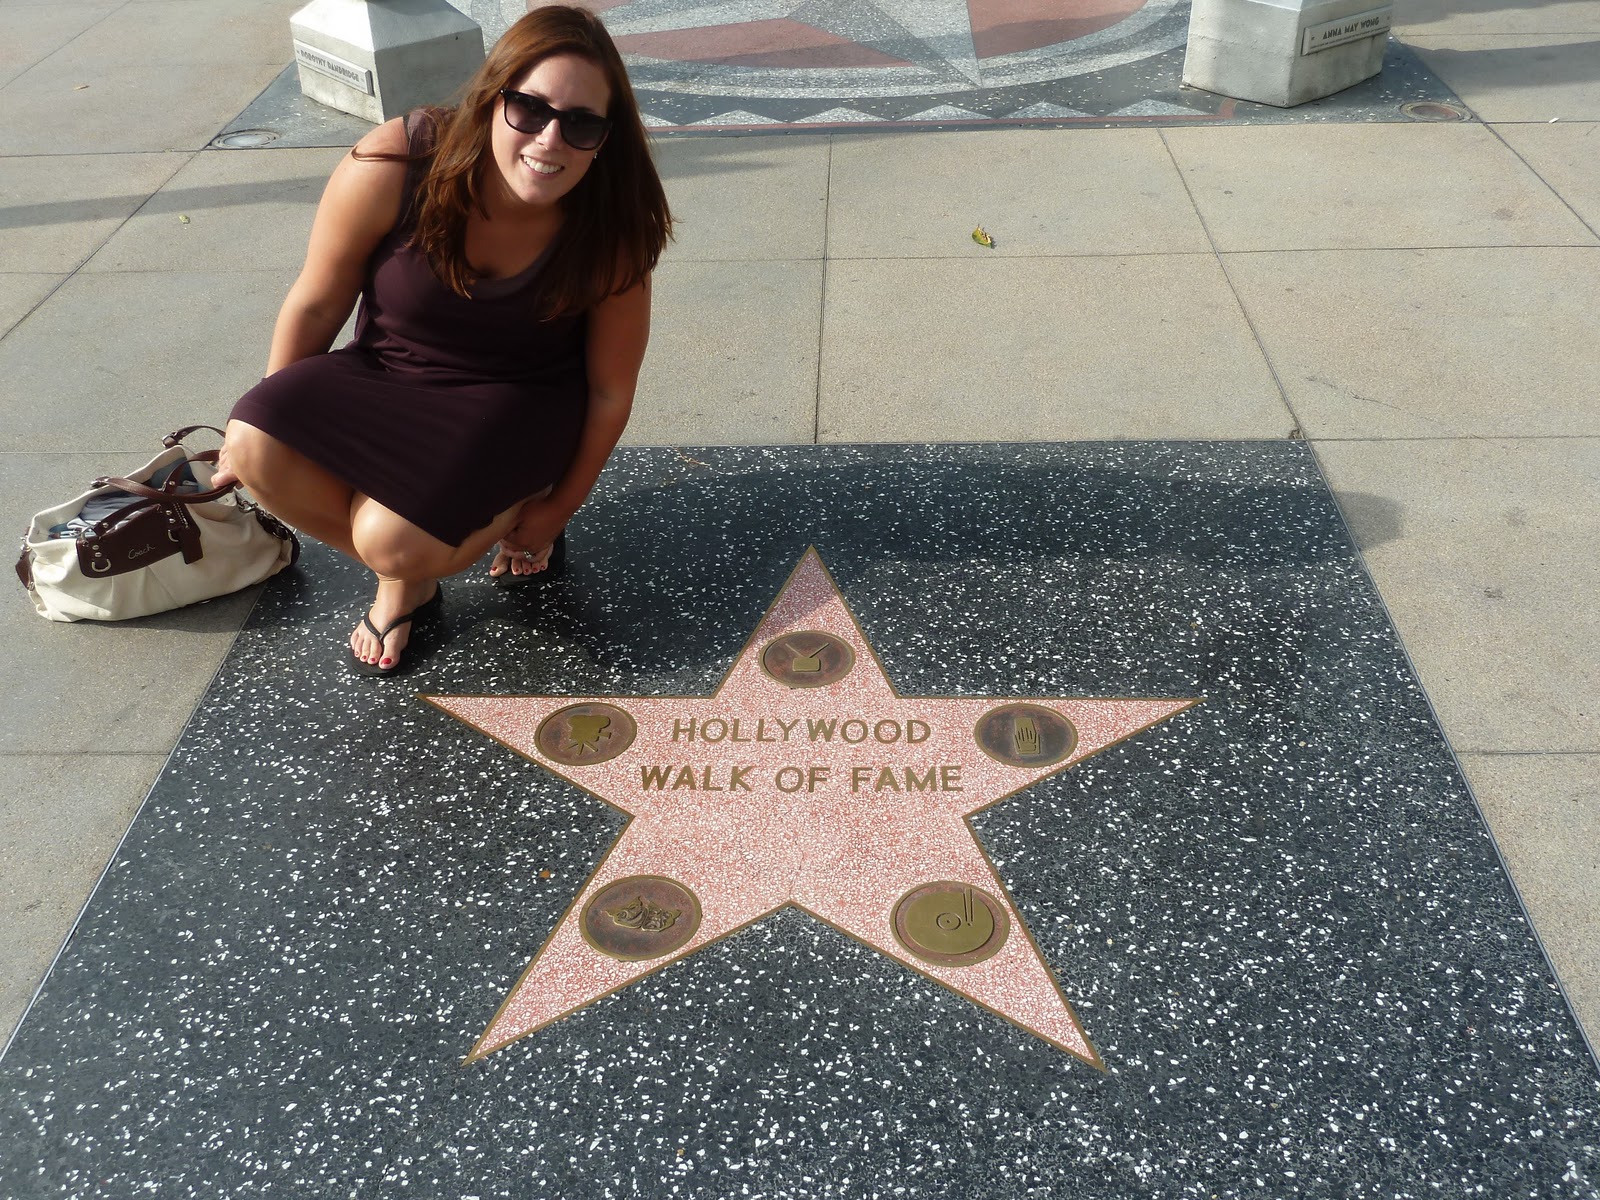 DOROTHY DANDRIDGE
ANNA MAY WONG
Coach
HOLLYWOOD
WALK OF FAME